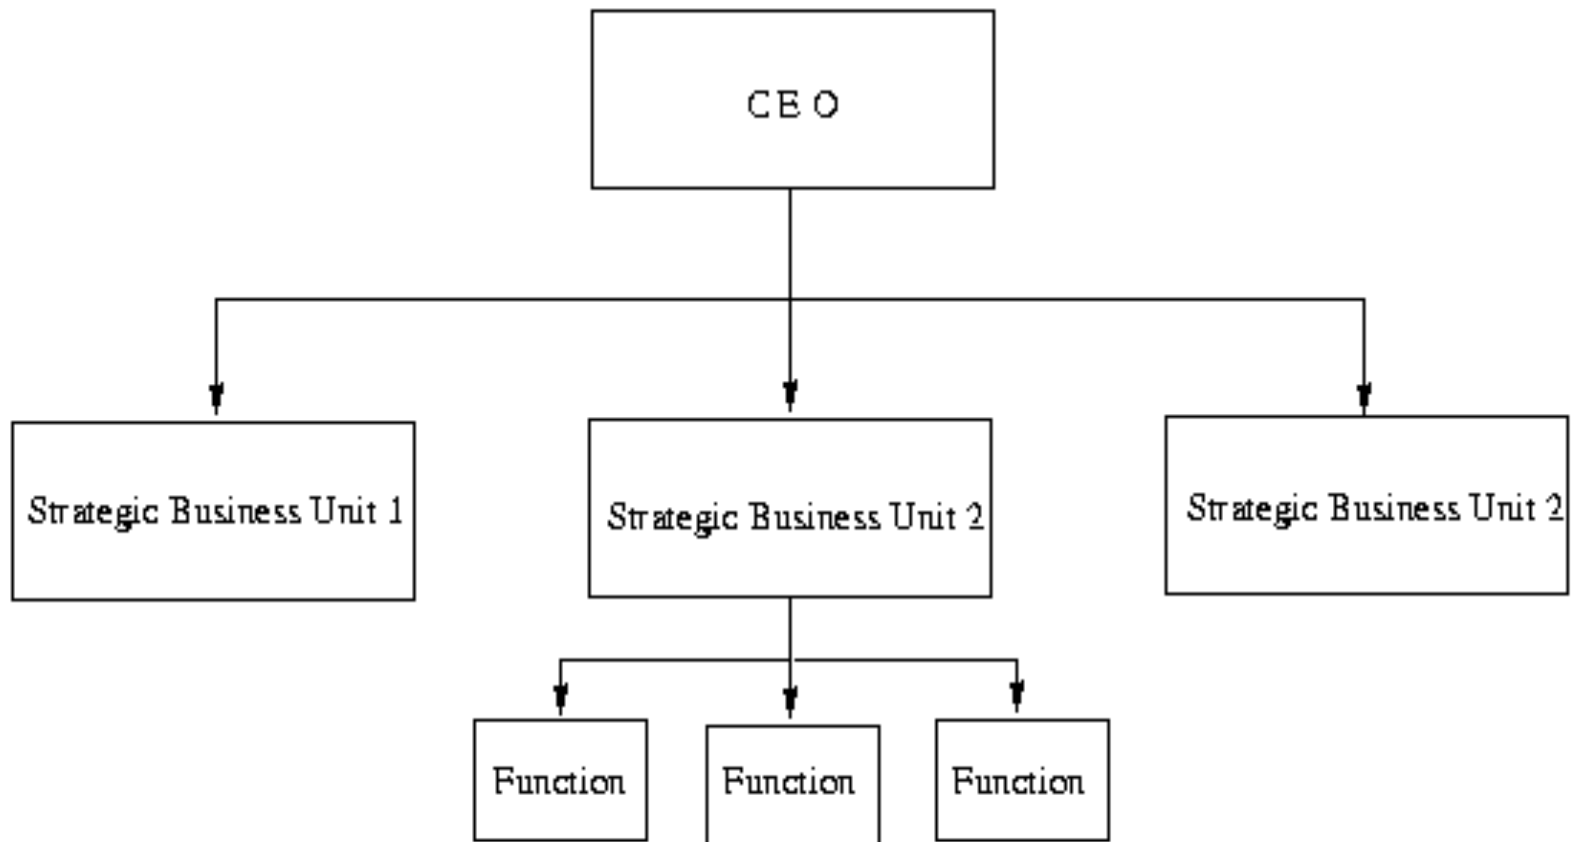 CEO
Strategic Business Unit 1
Strategic Business Unit 2
Strategic Business Unit 2
Function
Function
Function